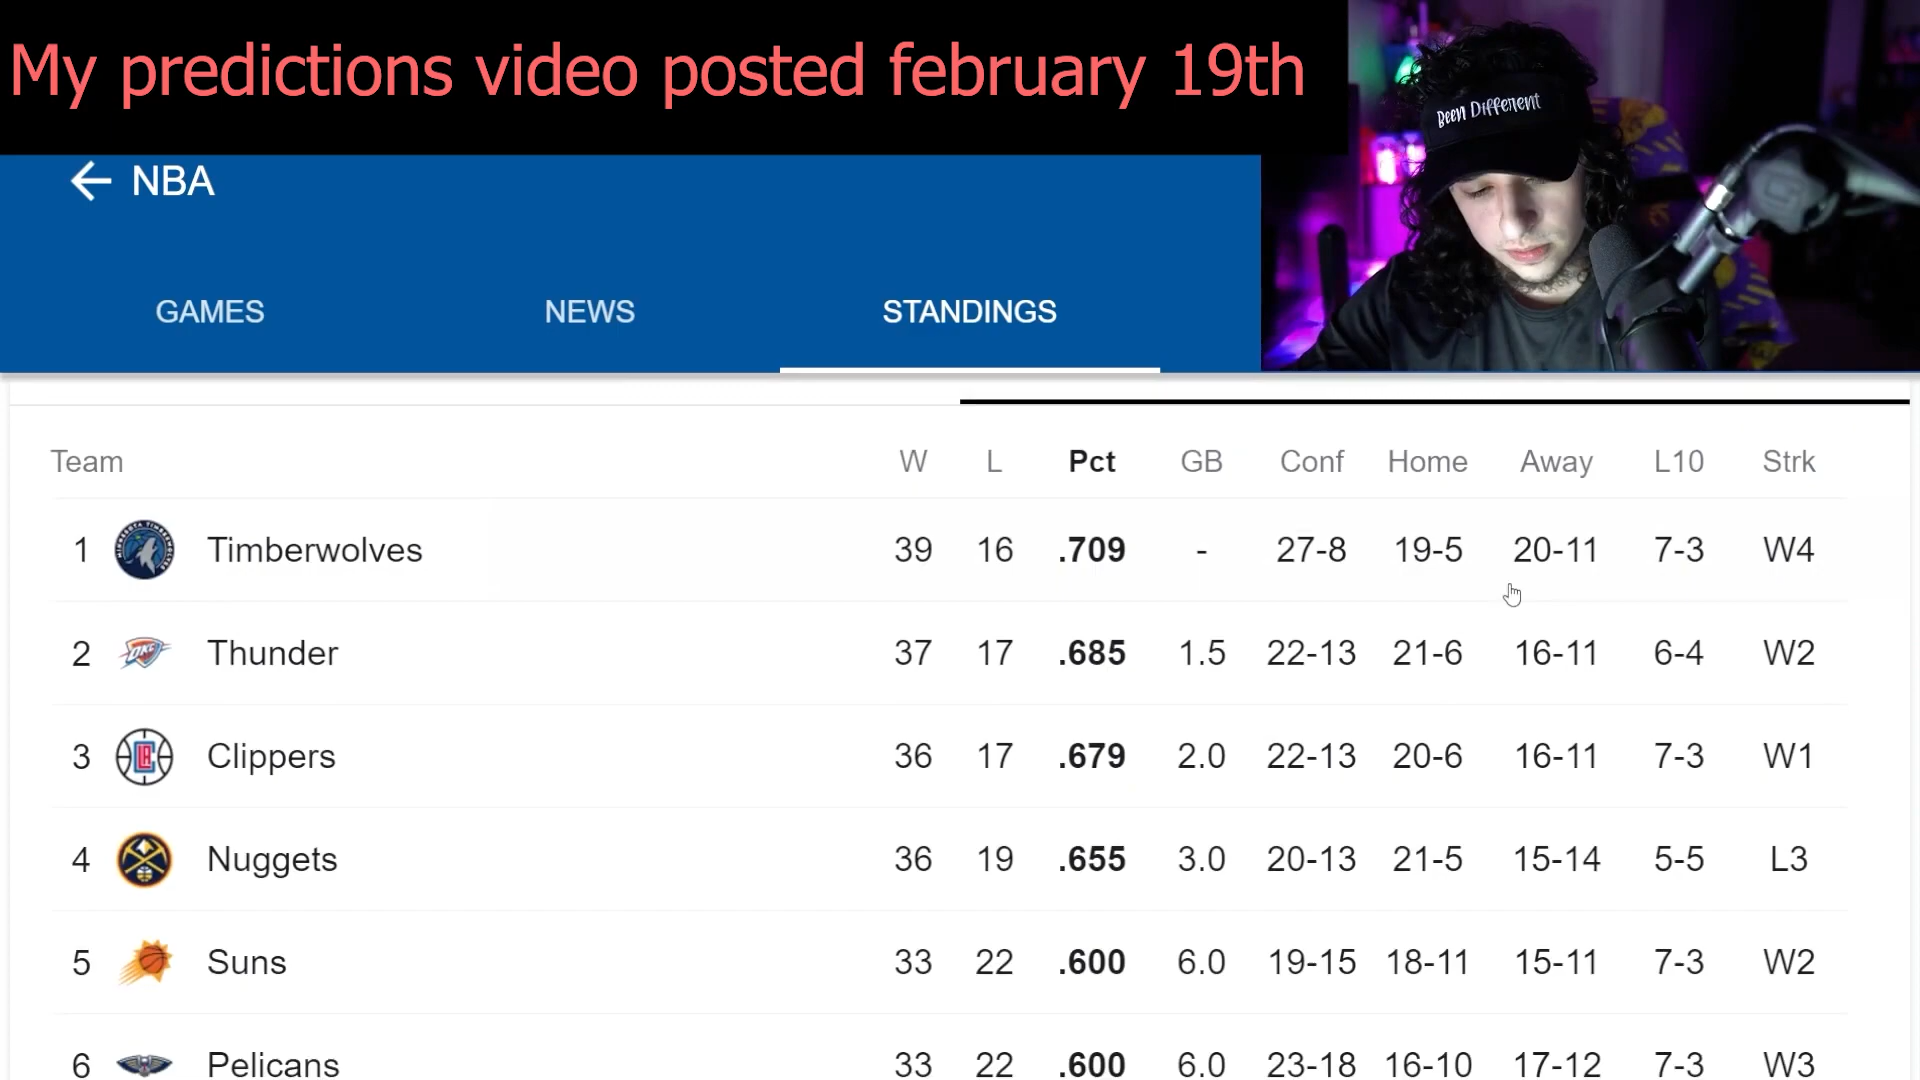 My predictions video posted february 19th
Been Different
NBA
GAMES NEWS STANDINGS
Team W L Pct GB Conf Home Away L10 Strk
1 Timberwolves 39 16 .709 - 27-8 19-5 20-11 7-3 W4
2 OKC Thunder 37 17 .685 1.5 22-13 21-6 16-11 6-4 W2
3 Clippers 36 17 .679 2.0 22-13 20-6 16-11 7-3 W1
4 Nuggets 36 19 .655 3.0 20-13 21-5 15-14 5-5 L3
5 Suns 33 22 .600 6.0 19-15 18-11 15-11 7-3 W2
6 Pelicans 33 22 .600 6.0 23-18 16-10 17-12 7-3 W3